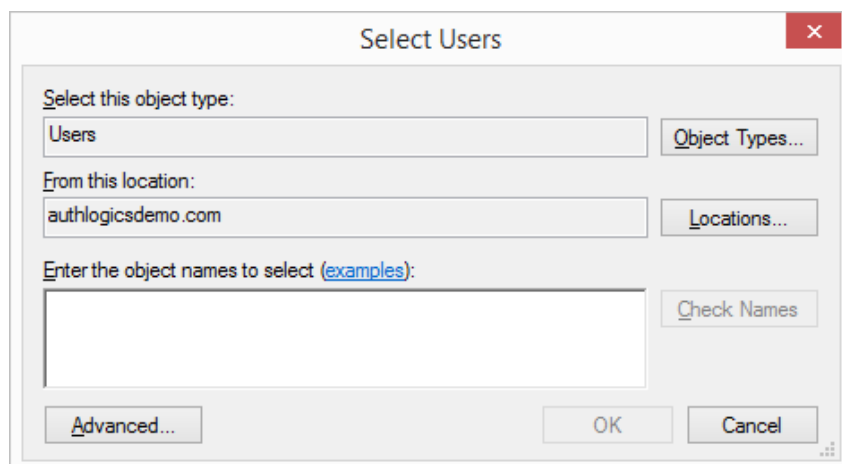 Select Users
Select this object type:
Users
Object Types...
From this location:
authlogicsdemo.com
Locations...
Enter the object names to select (examples):
Check Names
Advanced...
OK
Cancel